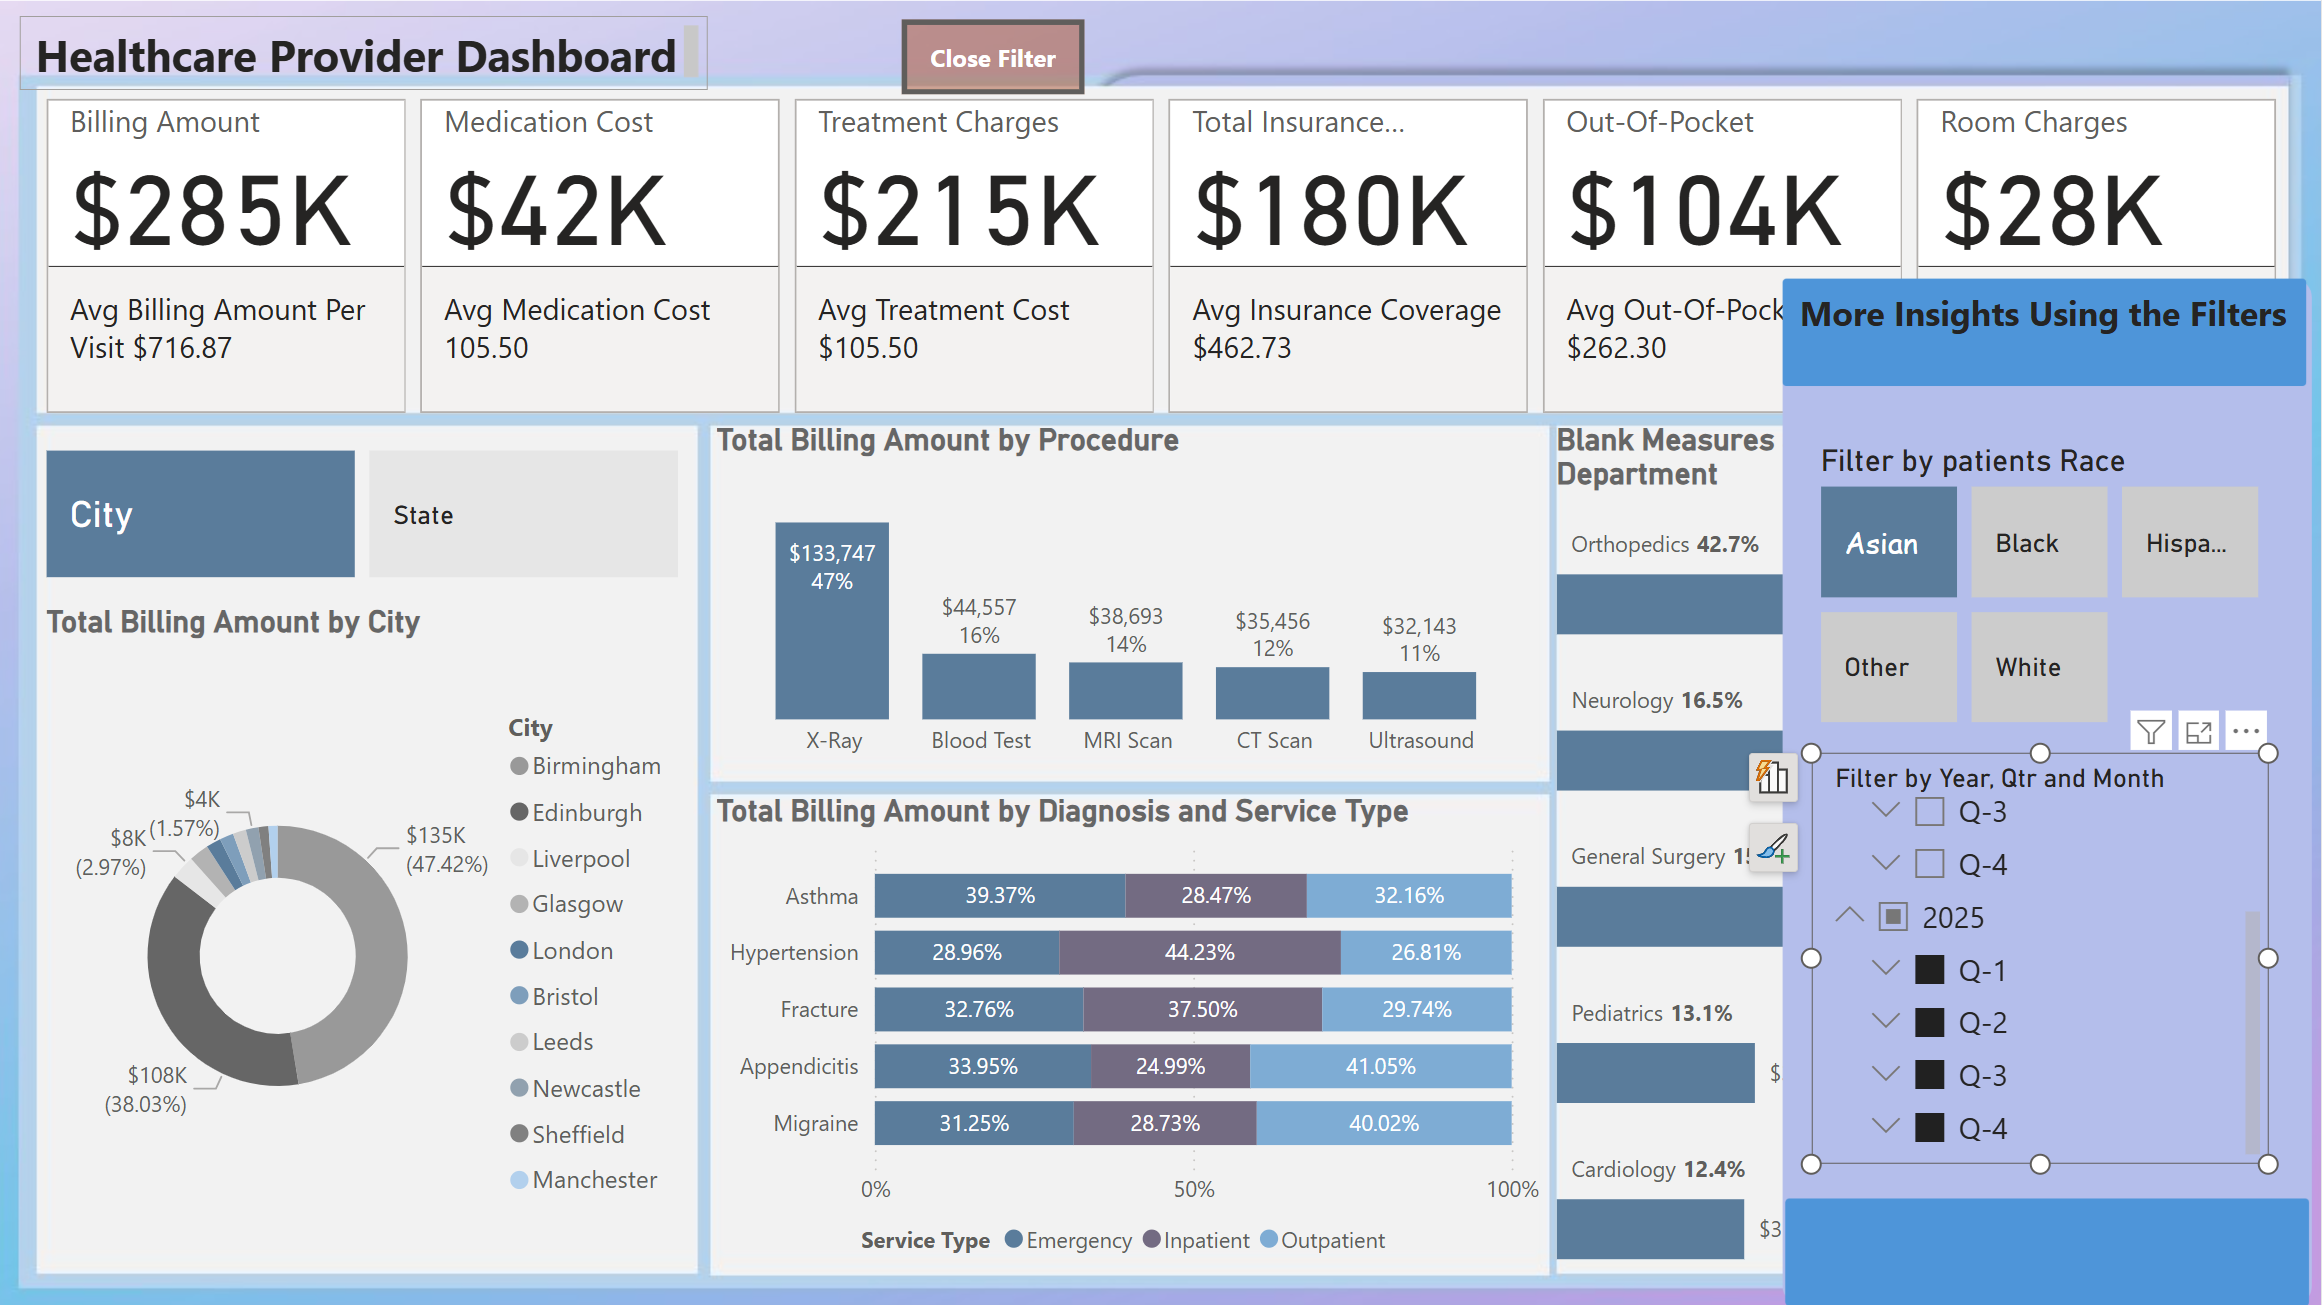 Healthcare Provider Dashboard
Close Filter
Billing Amount
$285K
Avg Billing Amount Per
Visit $716.87
Medication Cost
$42K
Avg Medication Cost
105.50
Treatment Charges
$215K
Avg Treatment Cost
$105.50
Total Insurance...
$180K
Avg Insurance Coverage
$462.73
Out-Of-Pocket
$104K
Avg Out-Of-Pock
$262.30
Room Charges
$28K
City
State
Total Billing Amount by City
$4K
(1.57%)
$8K
(2.97%)
$135K
(47.42%)
$108K
(38.03%)
City
Birmingham
Edinburgh
Liverpool
Glasgow
London
Bristol
Leeds
Newcastle
Sheffield
Manchester
Total Billing Amount by Procedure
$133,747
47%
$44,557
16%
$38,693
14%
$35,456
12%
$32,143
11%
X-Ray
Blood Test
MRI Scan
CT Scan
Ultrasound
Total Billing Amount by Diagnosis and Service Type
Asthma 39.37% 28.47% 32.16%
Hypertension 28.96% 44.23% 26.81%
Fracture 32.76% 37.50% 29.74%
Appendicitis 33.95% 24.99% 41.05%
Migraine 31.25% 28.73% 40.02%
0% 50% 100%
Service Type Emergency Inpatient Outpatient
Blank Measures
Department
Orthopedics 42.7%
Neurology 16.5%
General Surgery
Pediatrics 13.1%
$
Cardiology 12.4%
$3
More Insights Using the Filters
Filter by patients Race
Asian
Black
Hispa...
Other
White
Filter by Year, Qtr and Month
Q-3
Q-4
2025
Q-1
Q-2
Q-3
Q-4